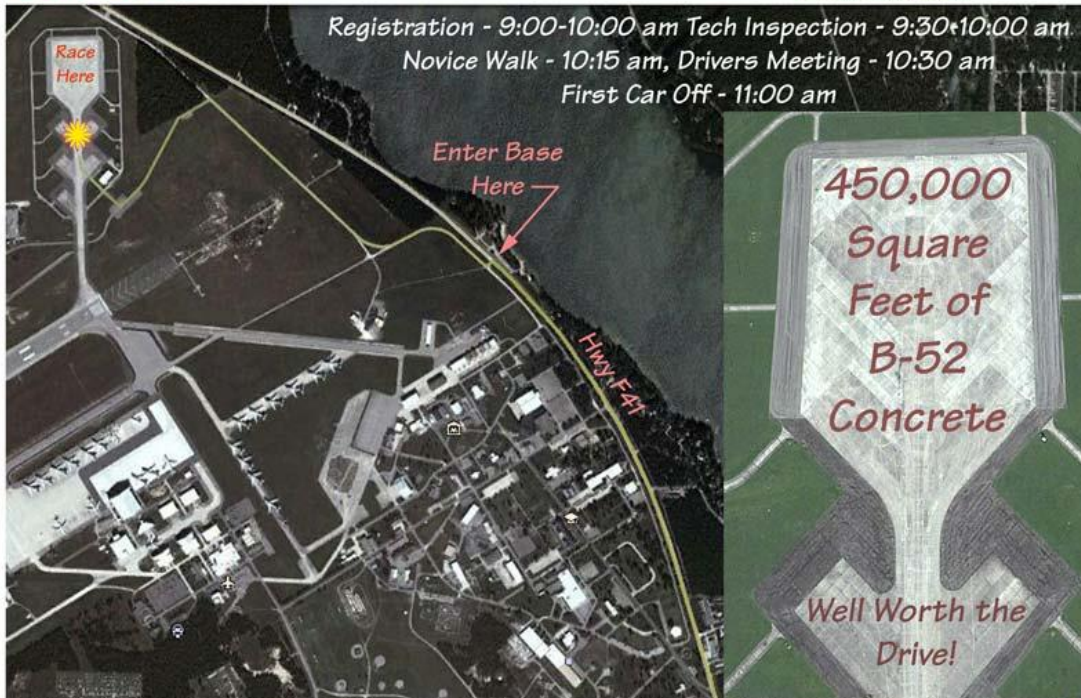 Registration - 9:00-10:00 am Tech Inspection - 9:30-10:00 am
Novice Walk - 10:15 am, Drivers Meeting - 10:30 am
First Car Off - 11:00 am
Race
Here
Enter Base
Here
Hwy F41
450,000
Square
Feet of
B-52
Concrete
Well Worth the
Drive!